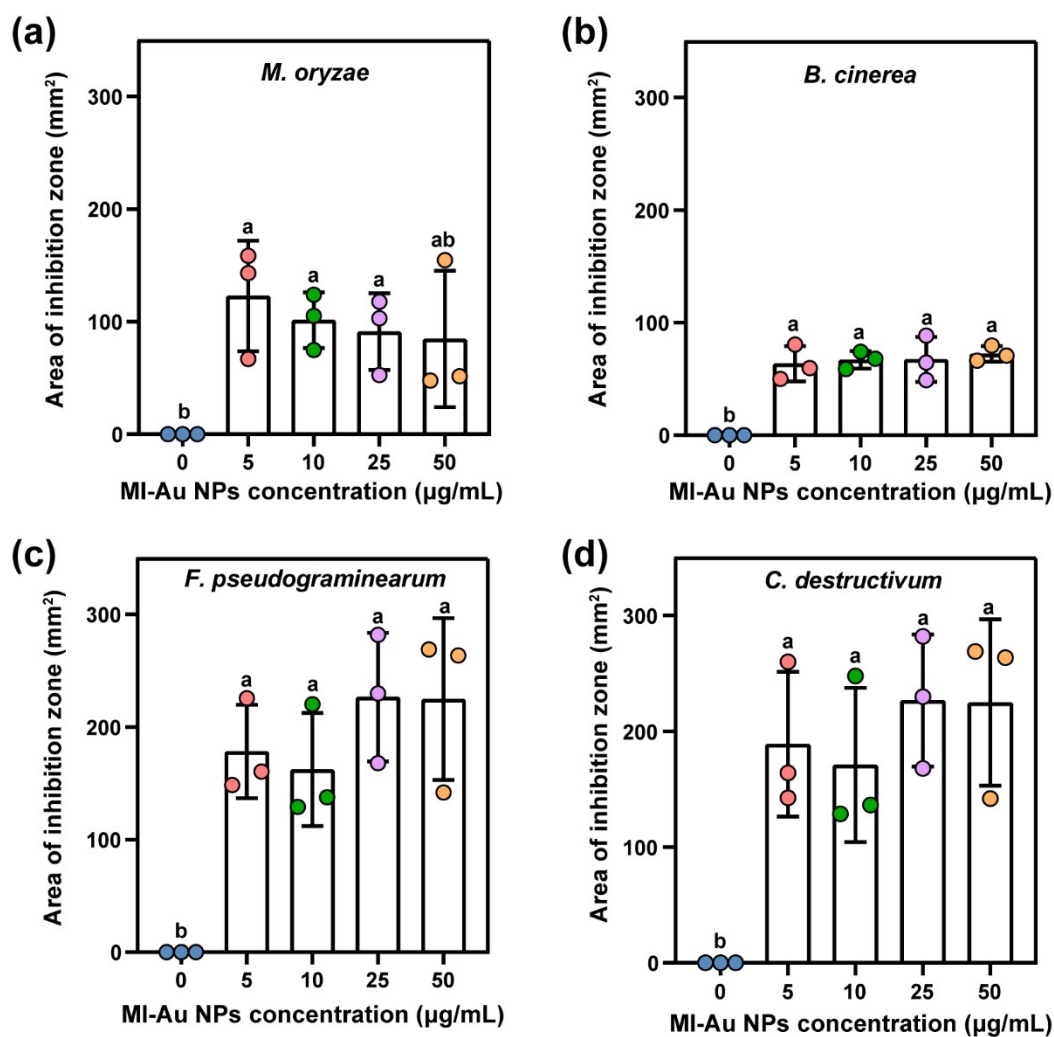 (a)
M. oryzae
Area of inhibition zone (mm²)
300
200
100
0
b
a
a
a
ab
0 5 10 25 50
MI-Au NPs concentration (µg/mL)
(b)
B. cinerea
Area of inhibition zone (mm²)
300
200
100
0
b
a
a
a
a
0 5 10 25 50
MI-Au NPs concentration (µg/mL)
(c)
F. pseudograminearum
Area of inhibition zone (mm²)
300
200
100
0
b
a
a
a
a
0 5 10 25 50
MI-Au NPs concentration (µg/mL)
(d)
C. destructivum
Area of inhibition zone (mm²)
300
200
100
0
b
a
a
a
a
0 5 10 25 50
MI-Au NPs concentration (µg/mL)